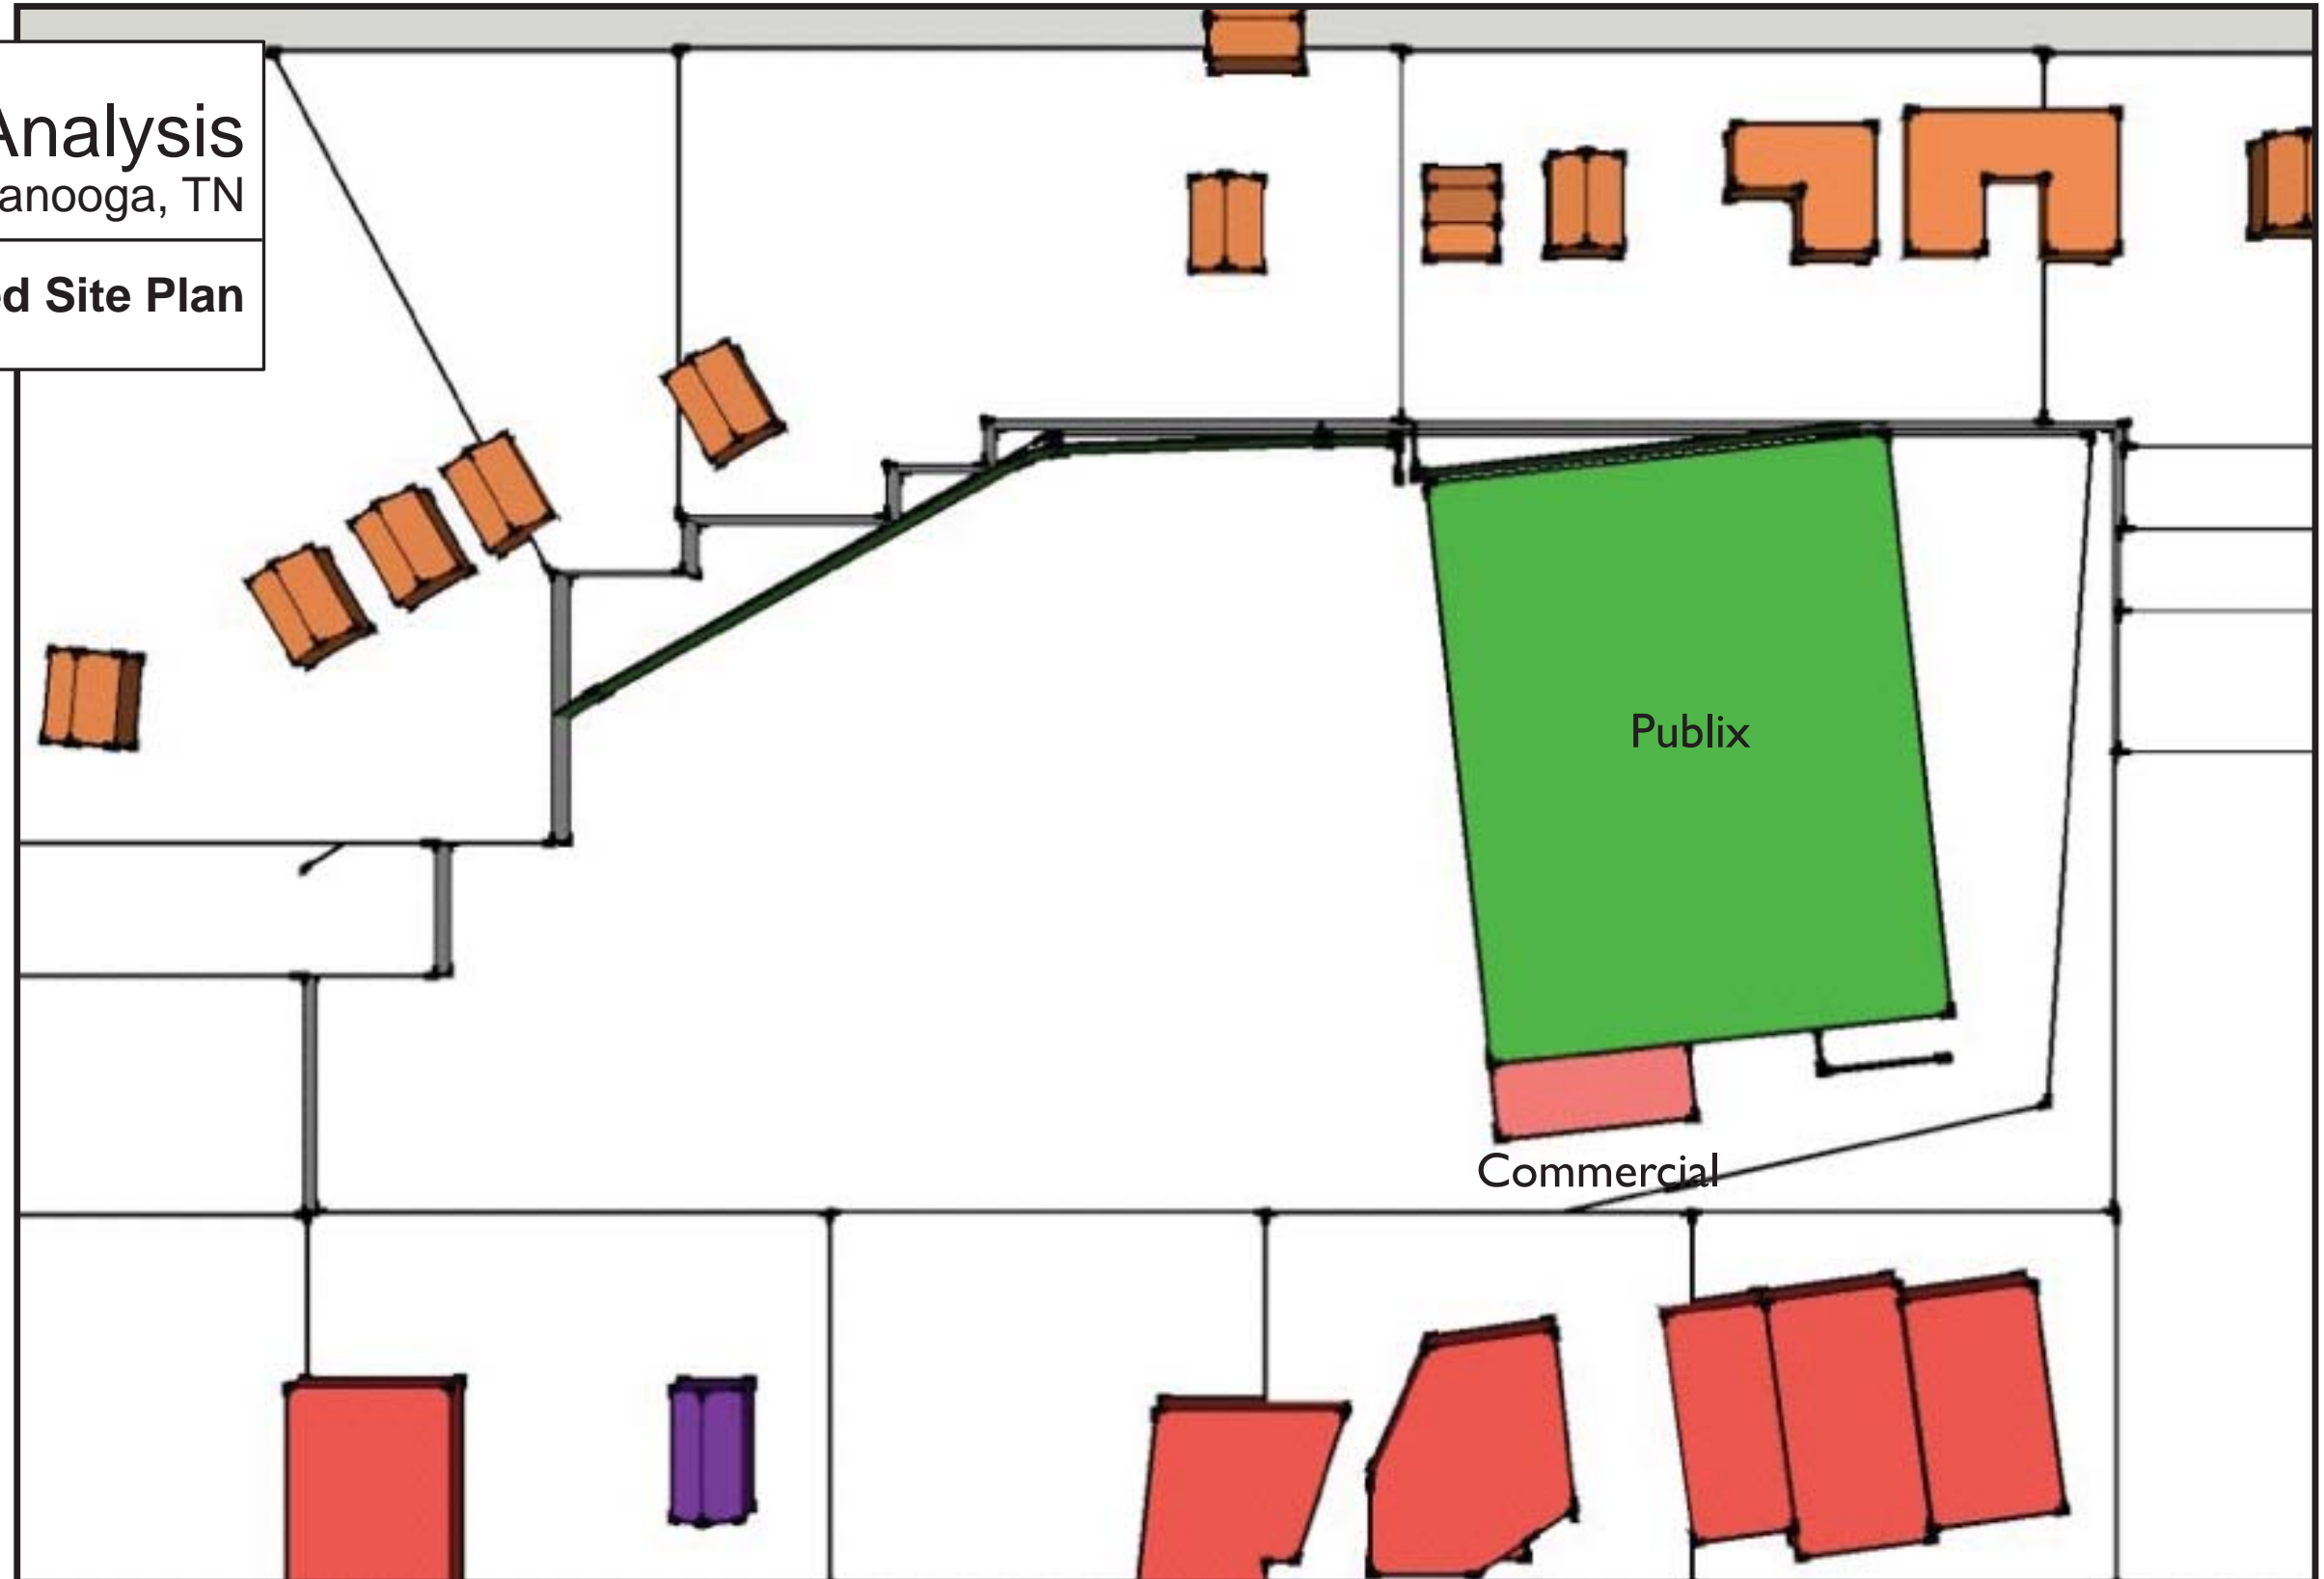 Analysis
anooga, TN
d Site Plan
Publix
Commercial